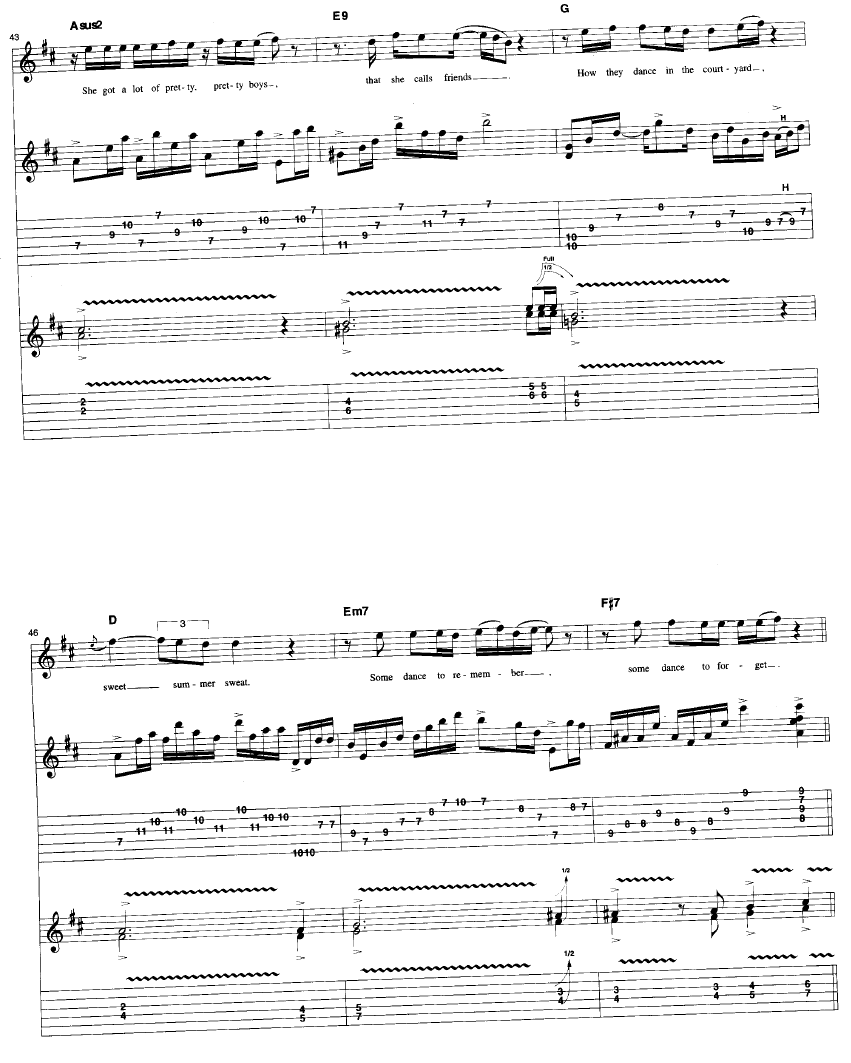 Asus2 E9 G
43
She got a lot of pret-ty, pret-ty boys-, that she calls friends. How they dance in the court-yard,
H
7 9 10 7 7 9 10 7 9 10 7 10 7 11 9 7 7 11 7 7 10 10 9 7 8 7 9 7 10 9 7 9 7
H
Full
1/2
2 2 4 6 5 6 5 6 4 5
D Em7 F#7
46
3
sweet sum-mer sweat. Some dance to re-mem-ber, some dance to for-get.
7 11 10 11 10 10 11 10 11 10 10 10 10 7 7 9 7 9 7 7 8 7 10 7 8 7 7 8 7 9 8 8 9 8 9 8 9 9 9 7 9 8
1/2
1/2
2 4 4 5 5 7 3 4 3 4 3 4 4 5 6 7